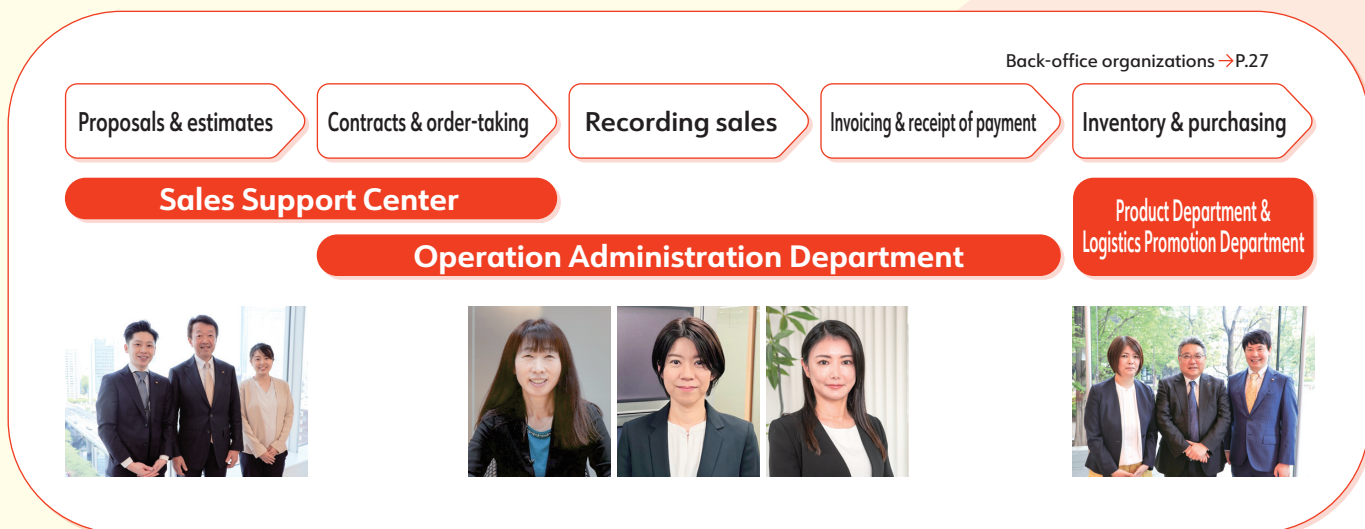 Back-office organizations →P.27
Proposals & estimates
Contracts & order-taking
Recording sales
Invoicing & receipt of payment
Inventory & purchasing
Sales Support Center
Operation Administration Department
Product Department &
Logistics Promotion Department